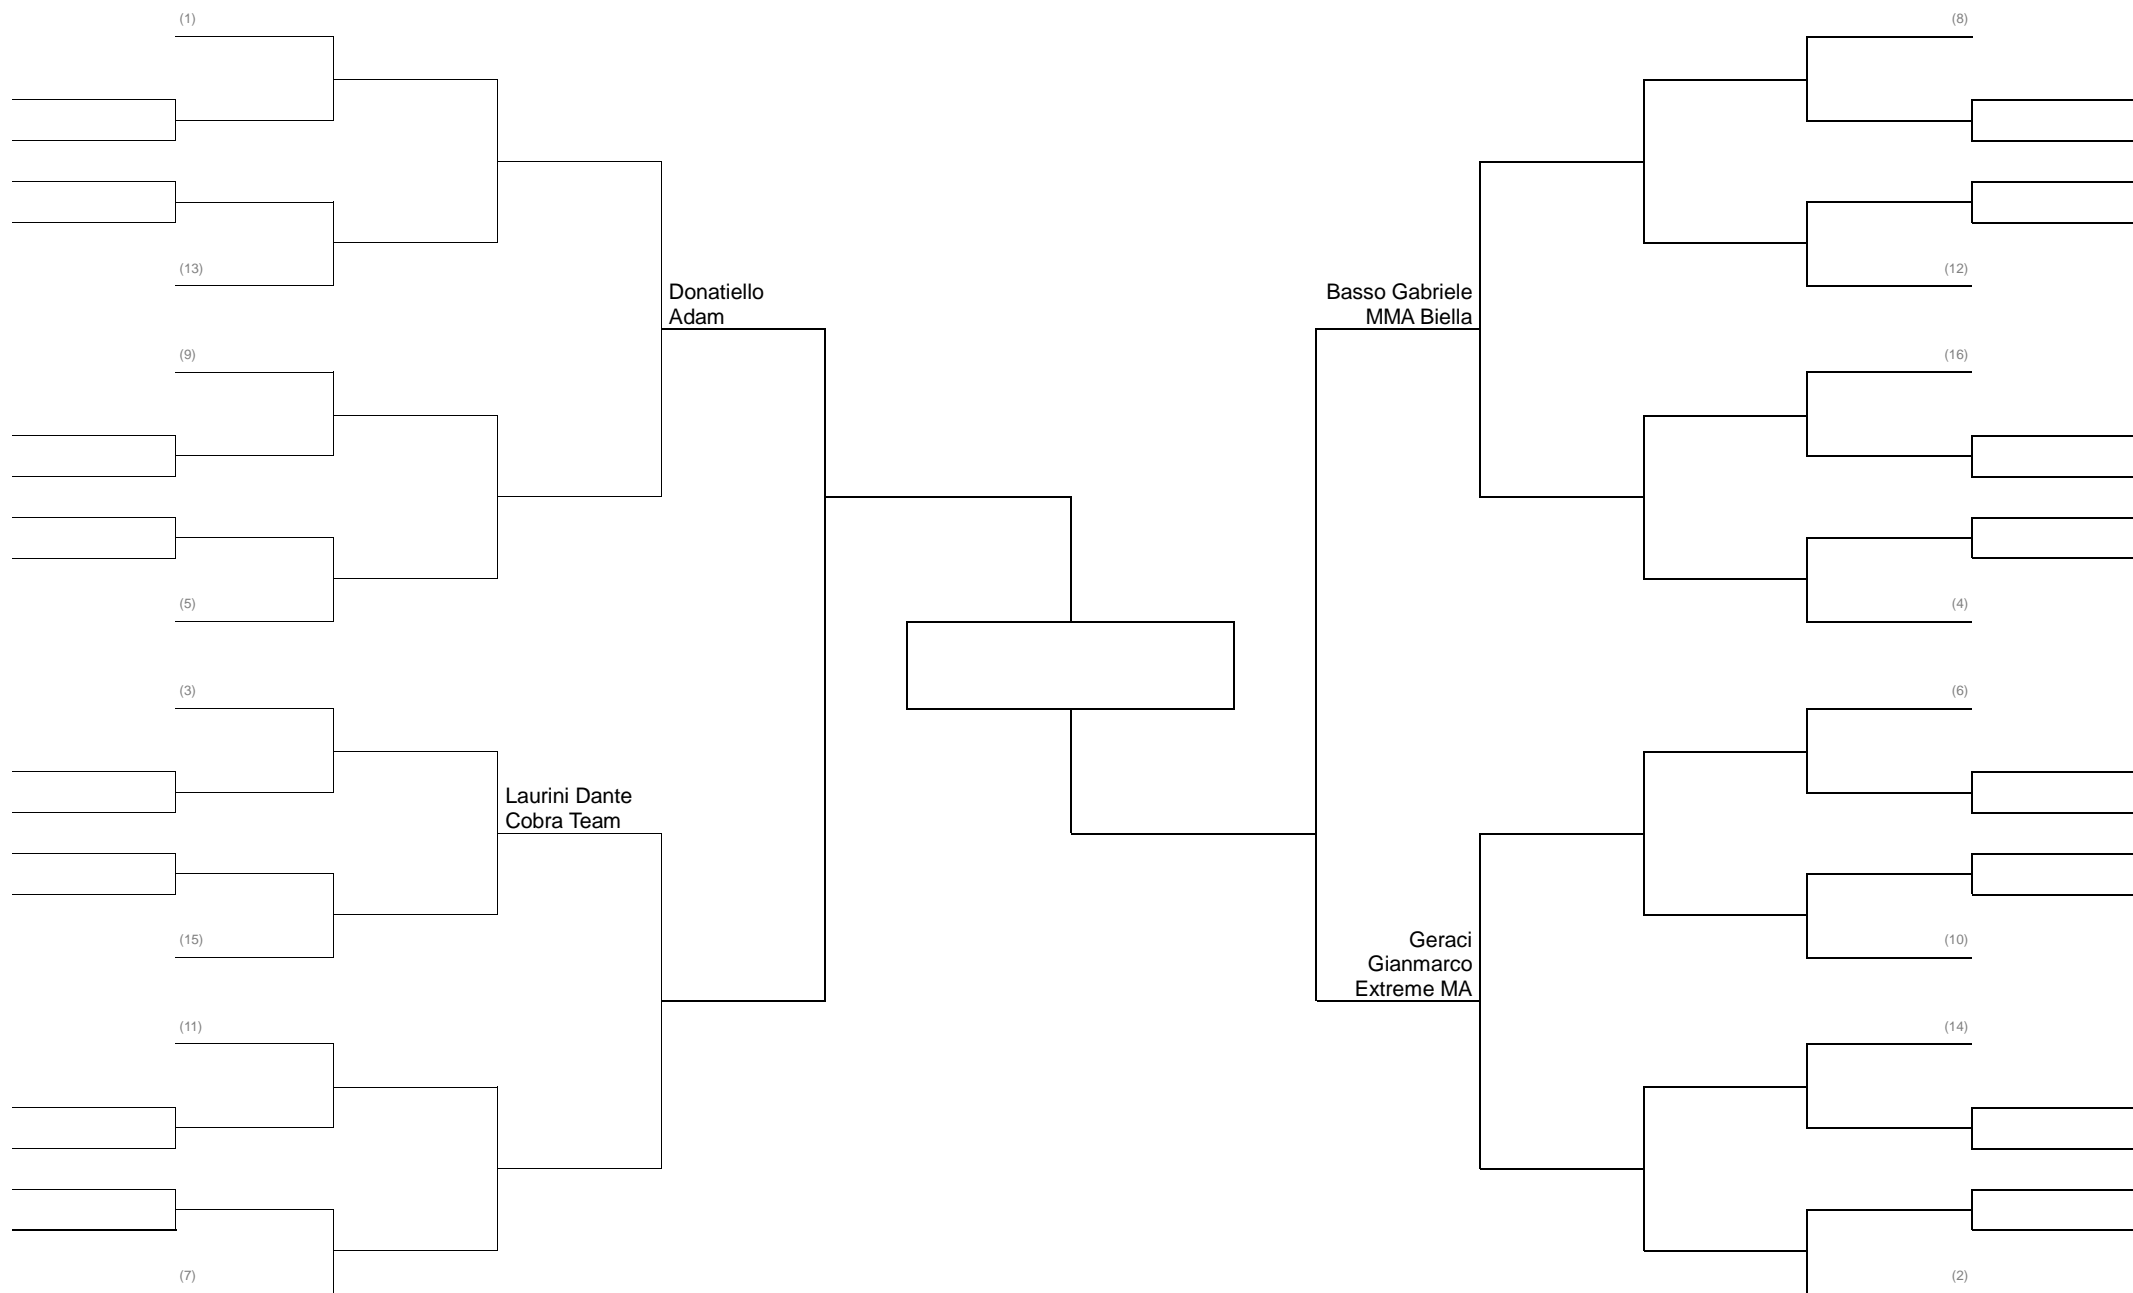 (1)
(13)
(9)
(5)
(3)
(15)
(11)
(7)
Donatiello
Adam
Laurini Dante
Cobra Team
Basso Gabriele
MMA Biella
Geraci
Gianmarco
Extreme MA
(8)
(12)
(16)
(4)
(6)
(10)
(14)
(2)